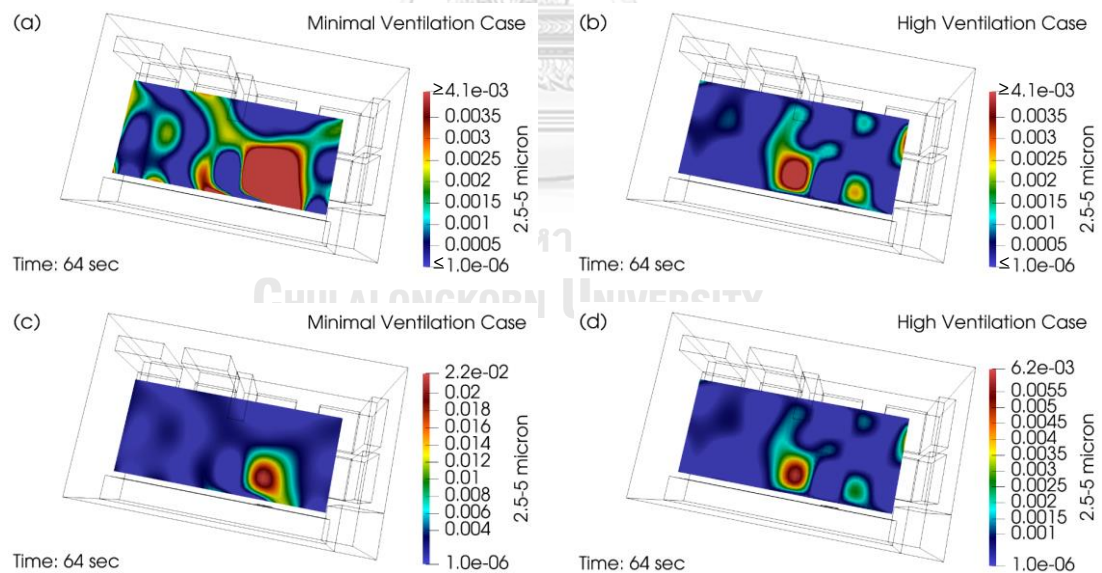 (a) Minimal Ventilation Case
≥4.1e-03
0.0035
0.003
0.0025
0.002
0.0015
0.001
0.0005
≤1.0e-06
2.5-5 micron
Time: 64 sec
(b) High Ventilation Case
≥4.1e-03
0.0035
0.003
0.0025
0.002
0.0015
0.001
0.0005
≤1.0e-06
2.5-5 micron
Time: 64 sec
CHULALONGKORN UNIVERSITY
(c) Minimal Ventilation Case
2.2e-02
0.02
0.018
0.016
0.014
0.012
0.01
0.008
0.006
0.004
1.0e-06
2.5-5 micron
Time: 64 sec
(d) High Ventilation Case
6.2e-03
0.0055
0.005
0.0045
0.004
0.0035
0.003
0.0025
0.002
0.0015
0.001
1.0e-06
2.5-5 micron
Time: 64 sec